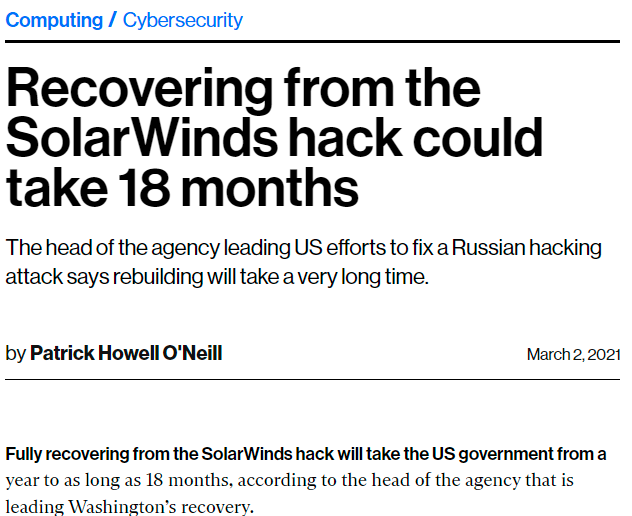 Computing / Cybersecurity
Recovering from the
SolarWinds hack could
take 18 months
The head of the agency leading US efforts to fix a Russian hacking
attack says rebuilding will take a very long time.
by Patrick Howell O'Neill March 2, 2021
Fully recovering from the SolarWinds hack will take the US government from a
year to as long as 18 months, according to the head of the agency that is
leading Washington’s recovery.